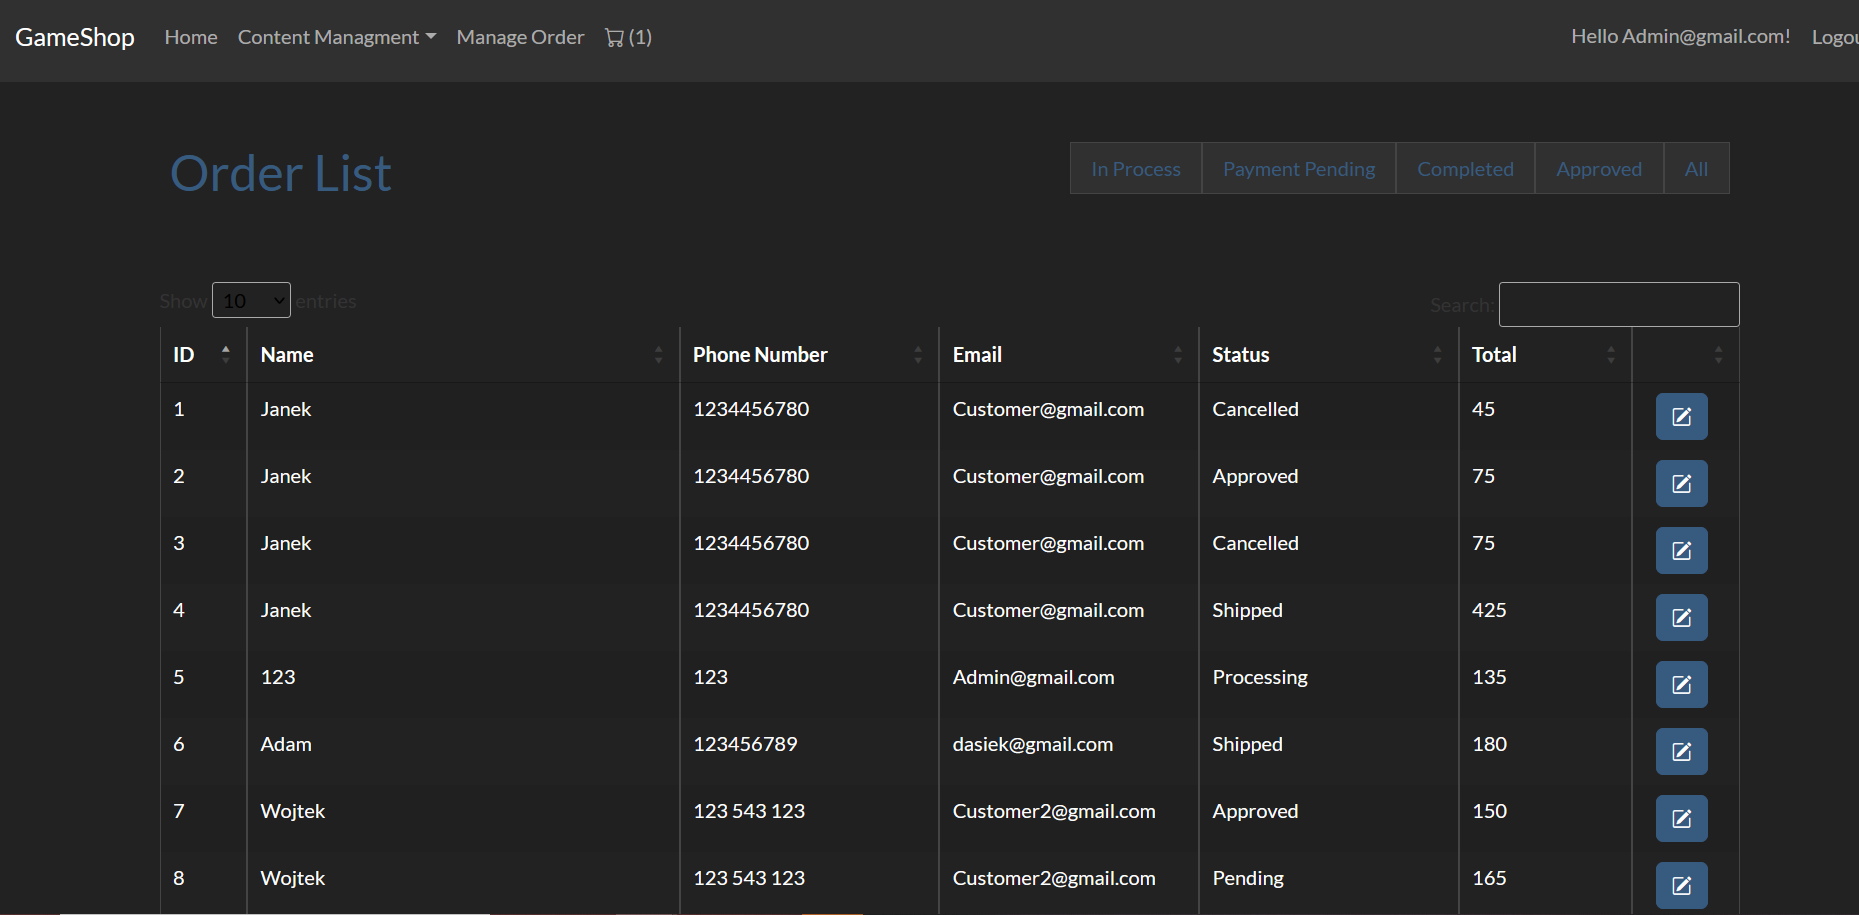 GameShop Home Content Managment Manage Order (1) Hello Admin@gmail.com! Logou
Order List In Process Payment Pending Completed Approved All
Show 10 entries Search:
ID Name Phone Number Email Status Total
1 Janek 1234456780 Customer@gmail.com Cancelled 45
2 Janek 1234456780 Customer@gmail.com Approved 75
3 Janek 1234456780 Customer@gmail.com Cancelled 75
4 Janek 1234456780 Customer@gmail.com Shipped 425
5 123 123 Admin@gmail.com Processing 135
6 Adam 123456789 dasiek@gmail.com Shipped 180
7 Wojtek 123 543 123 Customer2@gmail.com Approved 150
8 Wojtek 123 543 123 Customer2@gmail.com Pending 165